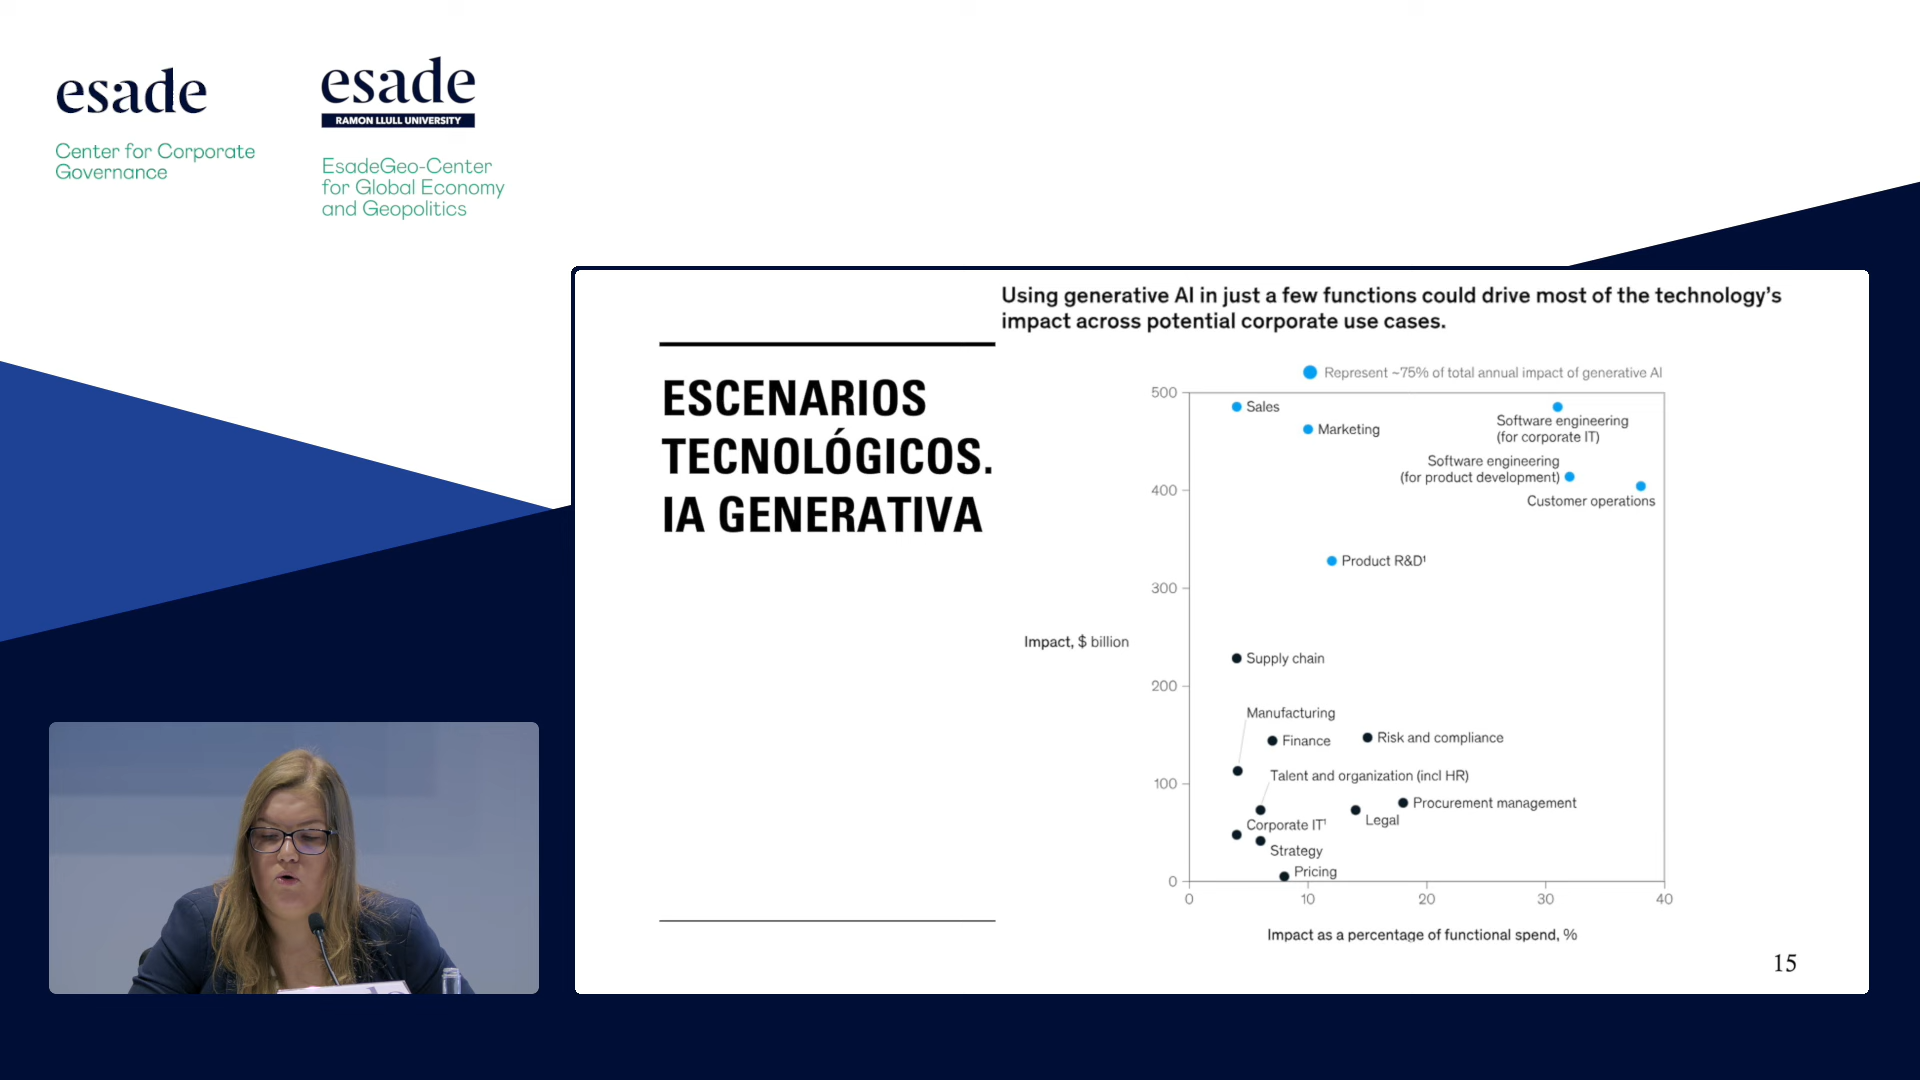 esade
Center for Corporate
Governance
esade
RAMON LLULL UNIVERSITY
EsadeGeo-Center
for Global Economy
and Geopolitics
ESCENARIOS
TECNOLÓGICOS.
IA GENERATIVA
Using generative AI in just a few functions could drive most of the technology's
impact across potential corporate use cases.
Represent ~75% of total annual impact of generative AI
500
400
300
200
100
0
Impact, $ billion
Sales
Marketing
Software engineering
(for corporate IT)
Software engineering
(for product development)
Customer operations
Product R&D¹
Supply chain
Manufacturing
Finance
Risk and compliance
Talent and organization (incl HR)
Procurement management
Legal
Corporate IT¹
Strategy
Pricing
0
10
20
30
40
Impact as a percentage of functional spend, %
15